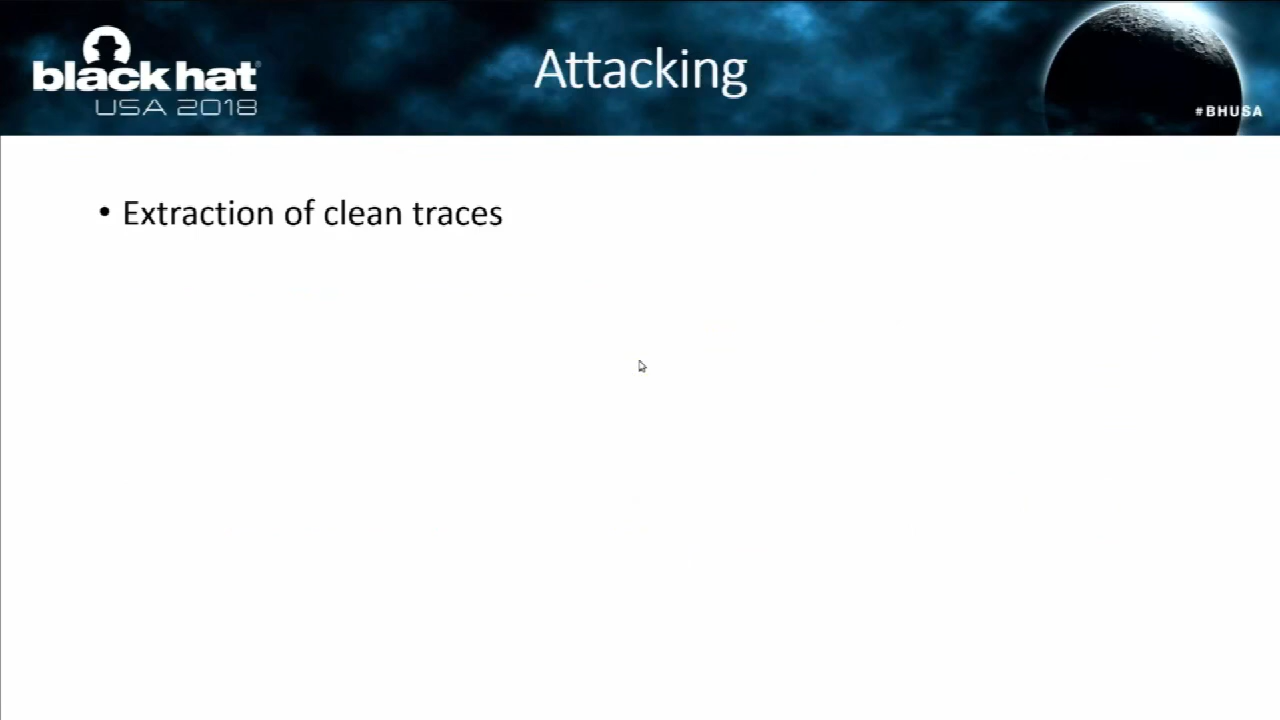 black hat
USA 2018
Attacking
#BHUSA
• Extraction of clean traces